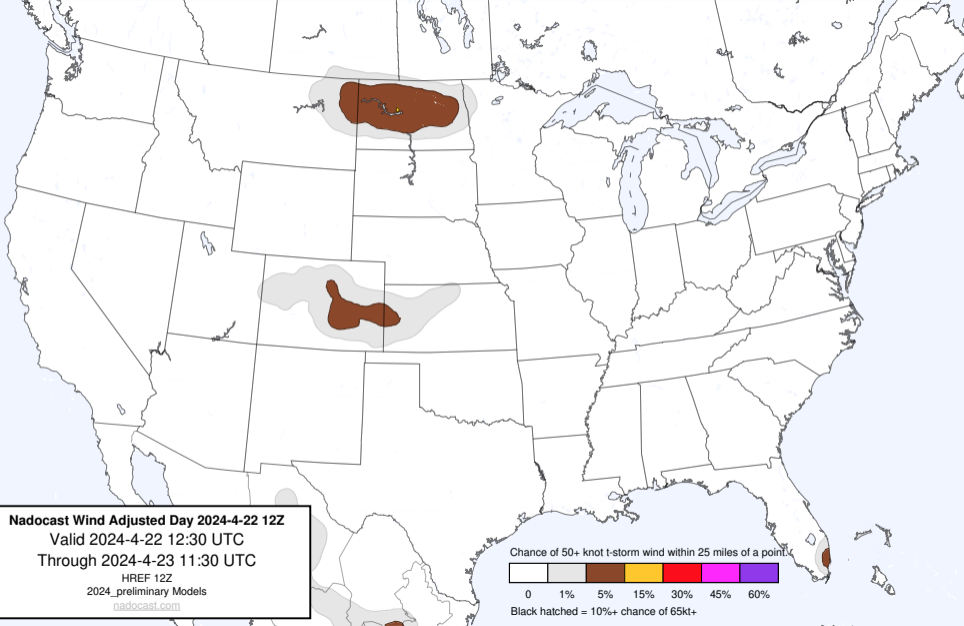 Nadocast Wind Adjusted Day 2024-4-22 12Z
Valid 2024-4-22 12:30 UTC
Through 2024-4-23 11:30 UTC
HREF 12Z
2024_preliminary Models
nadocast.com
Chance of 50+ knot t-storm wind within 25 miles of a point.
0 1% 5% 15% 30% 45% 60%
Black hatched = 10%+ chance of 65kt+